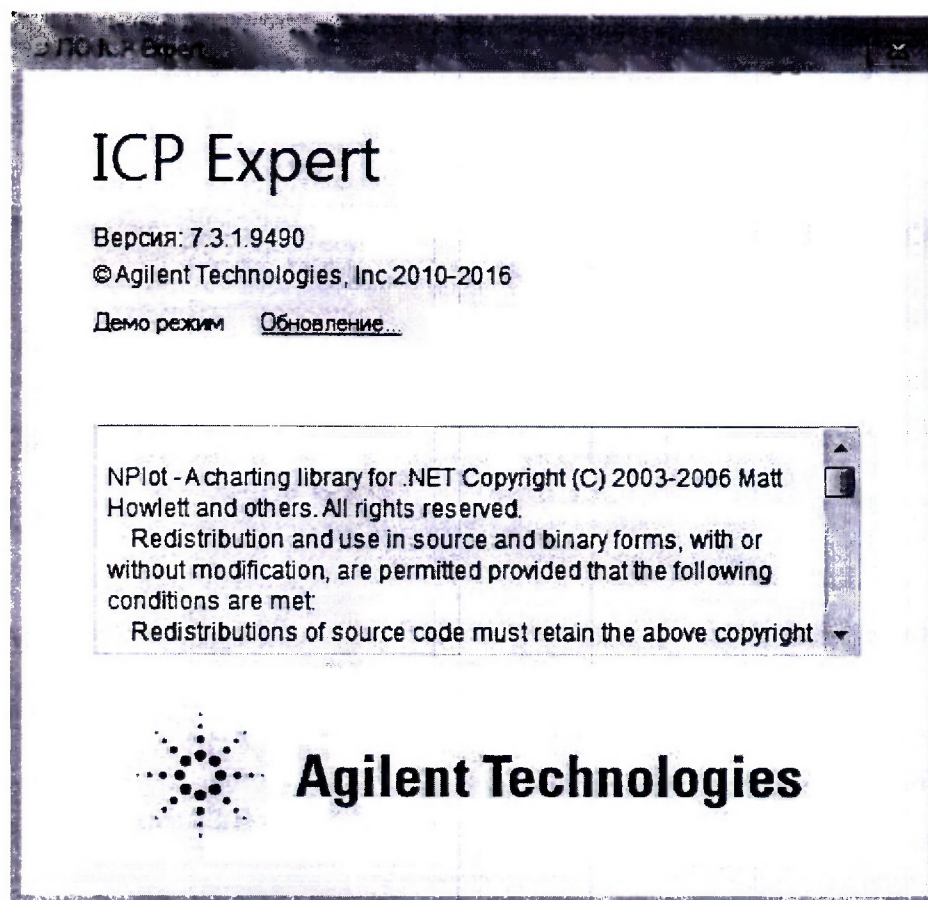 ПО ICP Expert
ICP Expert
Версия: 7.3.1.9490
©Agilent Technologies, Inc 2010-2016
Демо режим Обновление...
NPlot - A charting library for .NET Copyright (C) 2003-2006 Matt
Howlett and others. All rights reserved.
Redistribution and use in source and binary forms, with or
without modification, are permitted provided that the following
conditions are met:
Redistributions of source code must retain the above copyright
Agilent Technologies